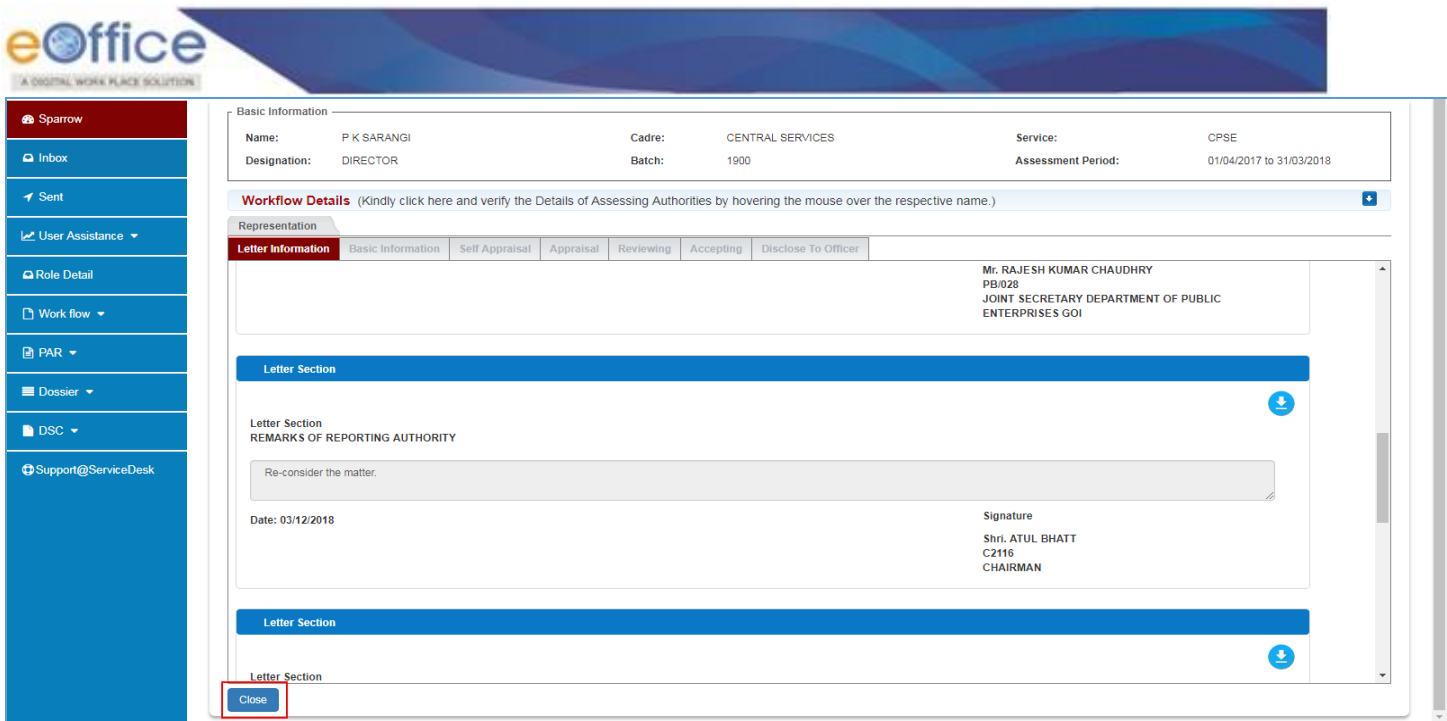 eOffice
A DIGITAL WORK PLACE SOLUTION
Sparrow
Inbox
Sent
User Assistance
Role Detail
Work flow
PAR
Dossier
DSC
Support@ServiceDesk
Basic Information
Name: P K SARANGI Cadre: CENTRAL SERVICES Service: CPSE
Designation: DIRECTOR Batch: 1900 Assessment Period: 01/04/2017 to 31/03/2018
Workflow Details (Kindly click here and verify the Details of Assessing Authorities by hovering the mouse over the respective name.)
Representation
Letter Information Basic Information Self Appraisal Appraisal Reviewing Accepting Disclose To Officer
Mr. RAJESH KUMAR CHAUDHRY
PB/028
JOINT SECRETARY DEPARTMENT OF PUBLIC
ENTERPRISES GOI
Letter Section
Letter Section
REMARKS OF REPORTING AUTHORITY
Re-consider the matter.
Date: 03/12/2018 Signature
Shri. ATUL BHATT
C2116
CHAIRMAN
Letter Section
Letter Section
Close